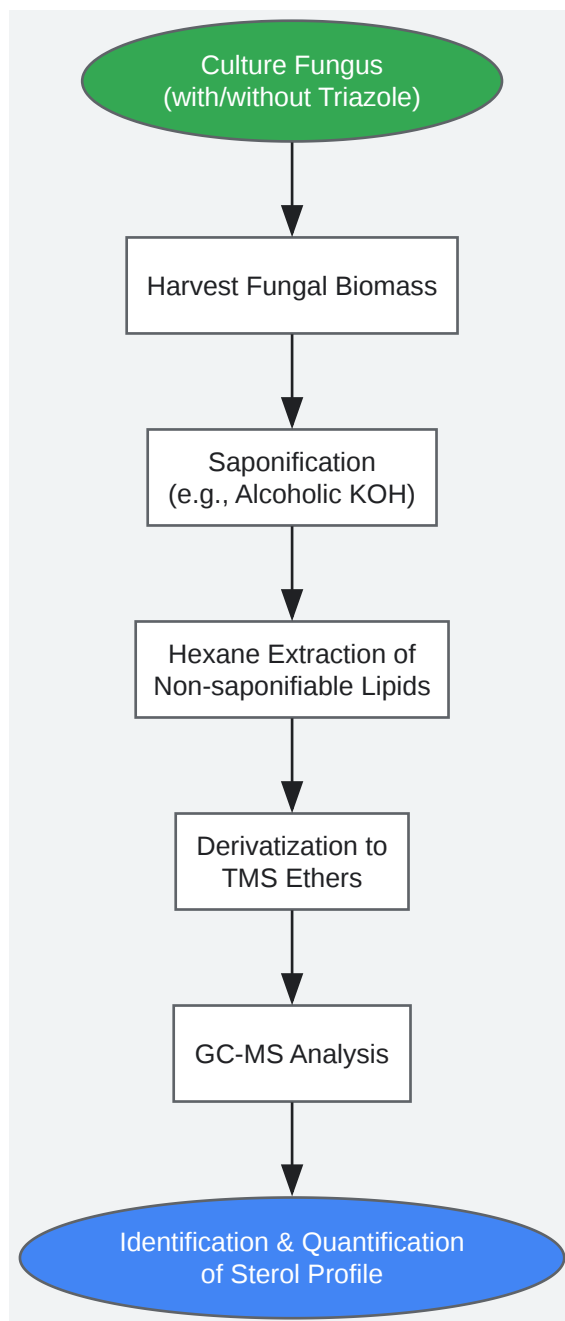 Culture Fungus
(with/without Triazole)
Harvest Fungal Biomass
Saponification
(e.g., Alcoholic KOH)
Hexane Extraction of
Non-saponifiable Lipids
Derivatization to
TMS Ethers
GC-MS Analysis
Identification & Quantification
of Sterol Profile